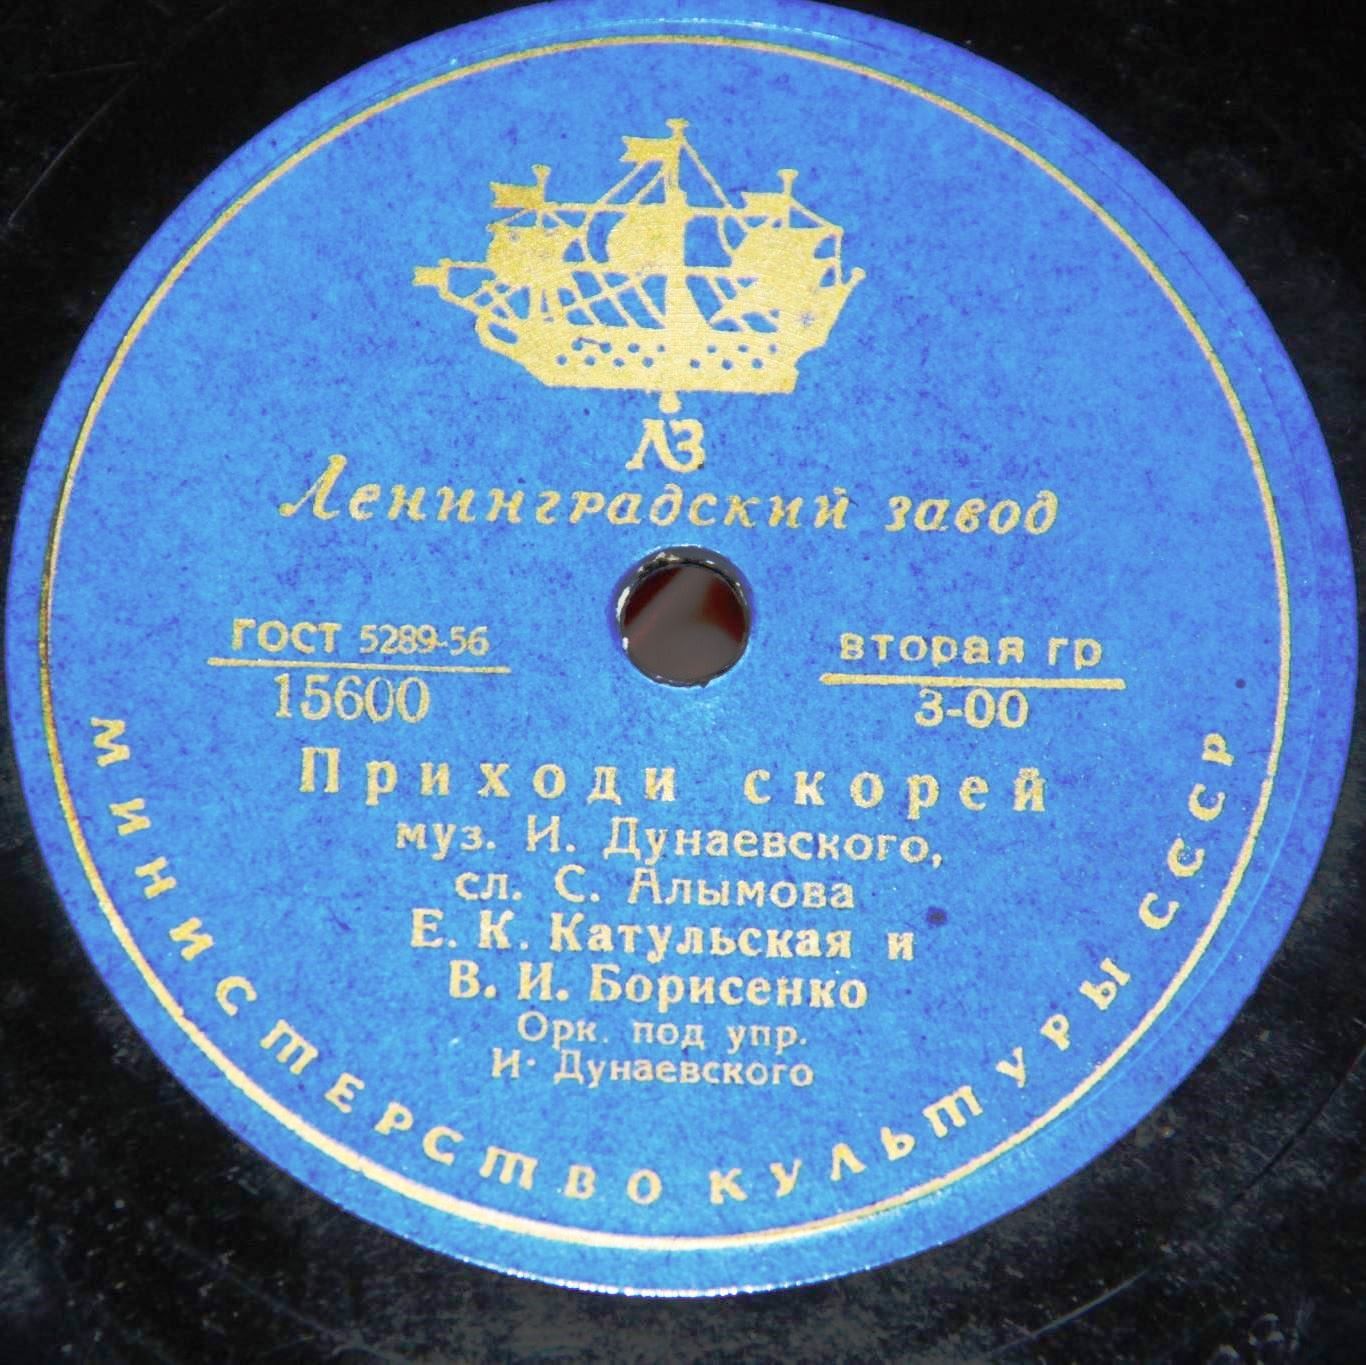 ЛЗ
Ленинградский завод
ГОСТ 5289-56
15600
вторая гр
3-00
Приходи скорей
муз. И. Дунаевского,
сл. С. Алымова
Е. К. Катульская и
В. И. Борисенко
Орк. под упр.
И. Дунаевского
МИНИСТЕРСТВО КУЛЬТУРЫ СССР